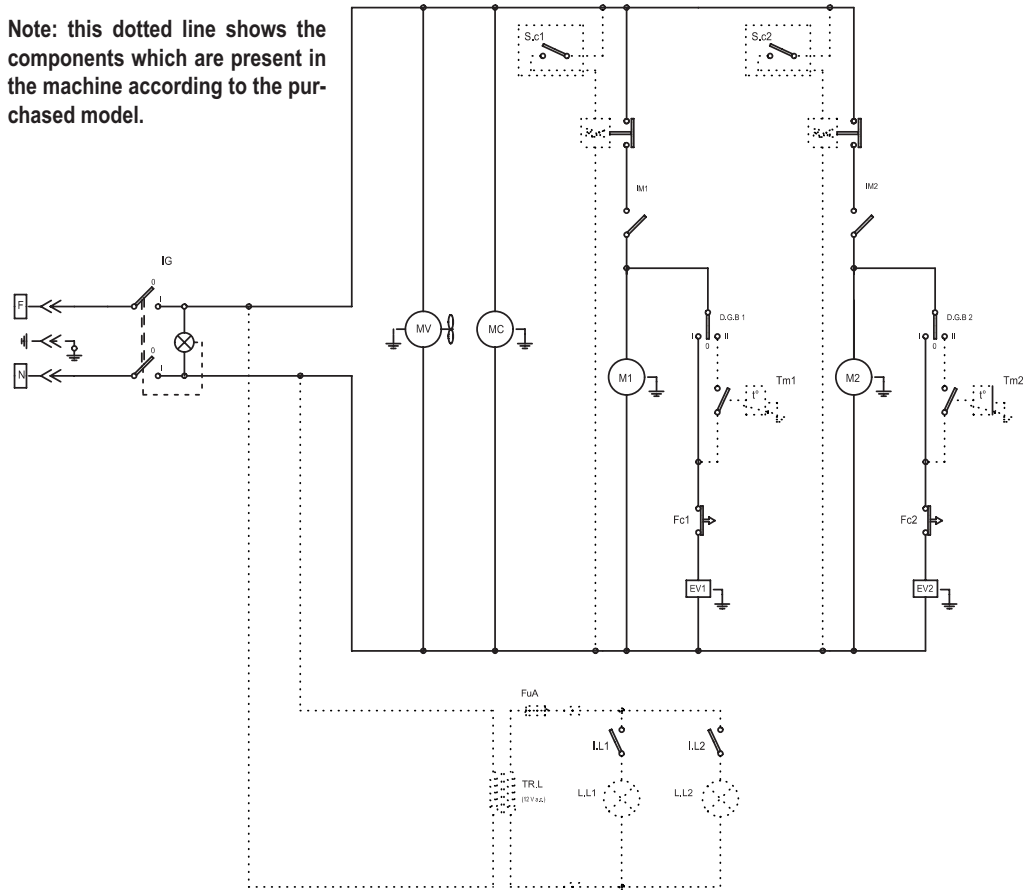 Note: this dotted line shows the
components which are present in
the machine according to the pur-
chased model.
S.c1
S.c2
IM1
IM2
IG
0
I
F
D.G.B 1
D.G.B 2
MV
MC
I
0
II
I
0
II
N
0
I
M1
M2
Tm1
Tm2
t°
t°
Fc1
Fc2
EV1
EV2
FuA
I.L1
I.L2
TR.L
L.L1
L.L2